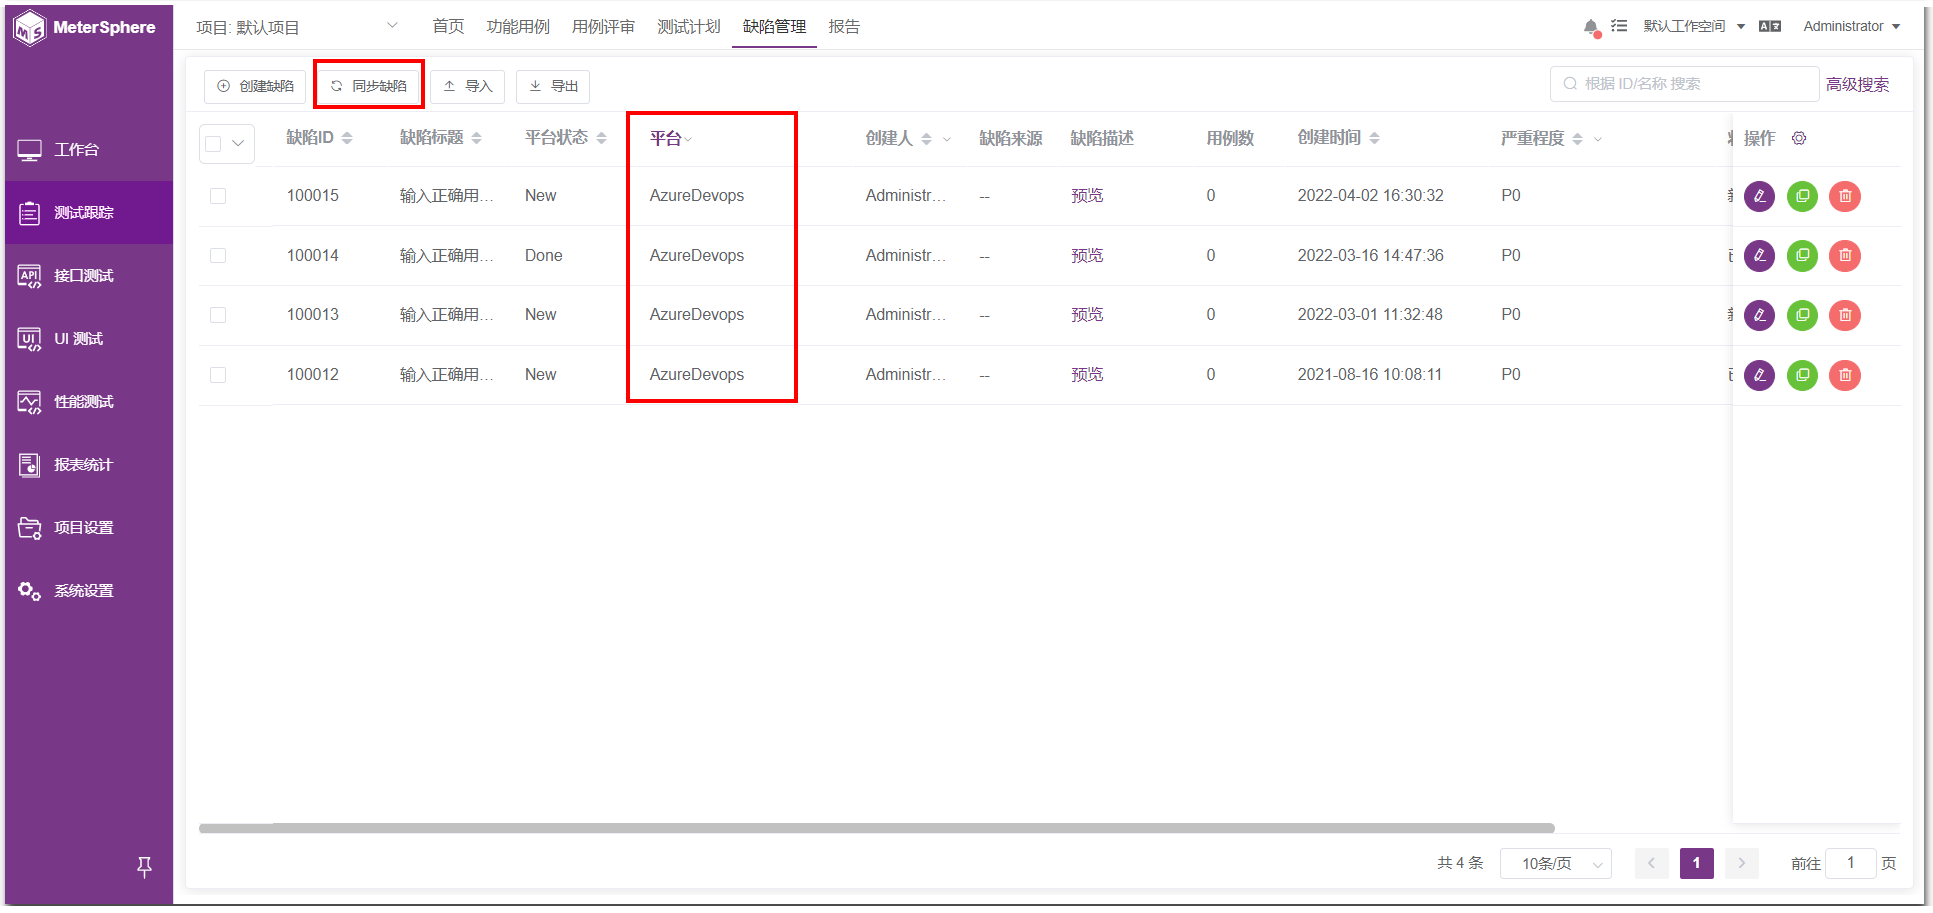 MeterSphere
项目: 默认项目
首页 功能用例 用例评审 测试计划 缺陷管理 报告
默认工作空间
Administrator
创建缺陷 同步缺陷 导入 导出
根据 ID/名称 搜索
高级搜索
工作台
测试跟踪
接口测试
UI 测试
性能测试
报表统计
项目设置
系统设置
缺陷ID 缺陷标题 平台状态 平台 创建人 缺陷来源 缺陷描述 用例数 创建时间 严重程度 操作
100015 输入正确用... New AzureDevops Administr... -- 预览 0 2022-04-02 16:30:32 P0
100014 输入正确用... Done AzureDevops Administr... -- 预览 0 2022-03-16 14:47:36 P0
100013 输入正确用... New AzureDevops Administr... -- 预览 0 2022-03-01 11:32:48 P0
100012 输入正确用... New AzureDevops Administr... -- 预览 0 2021-08-16 10:08:11 P0
共 4 条 10条/页 1 前往 1 页